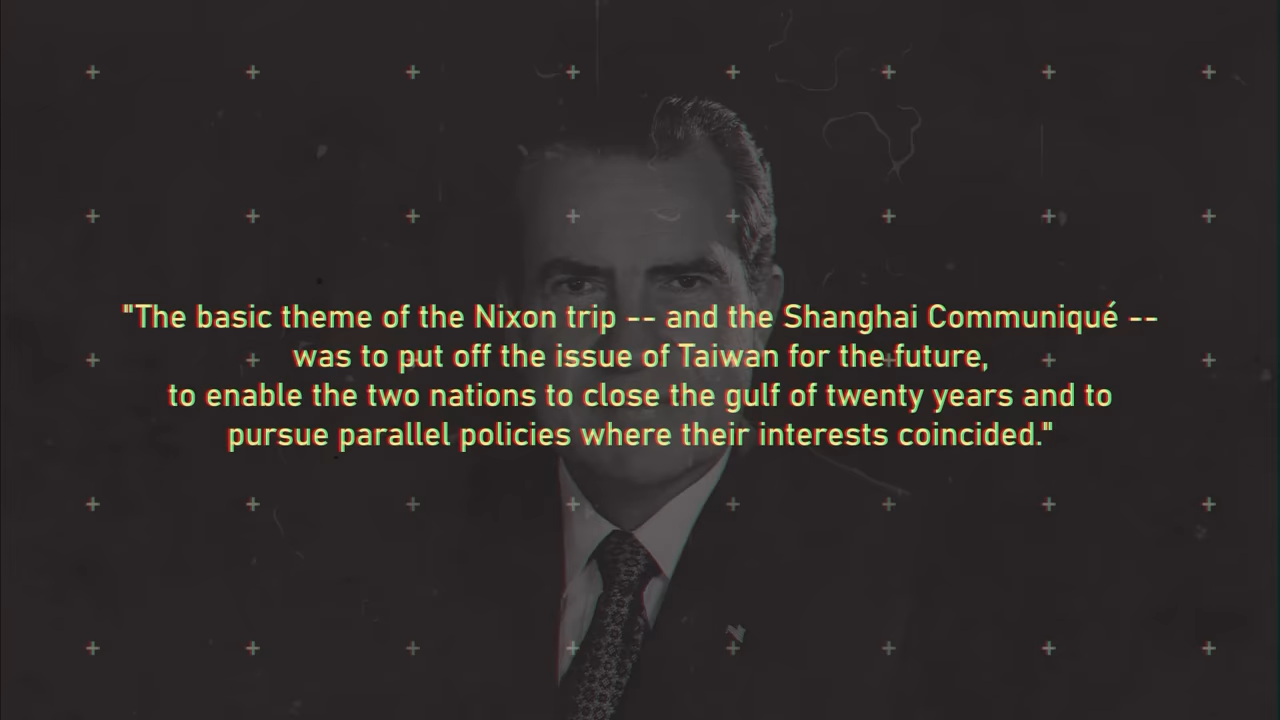 "The basic theme of the Nixon trip -- and the Shanghai Communiqué --
was to put off the issue of Taiwan for the future,
to enable the two nations to close the gulf of twenty years and to
pursue parallel policies where their interests coincided."